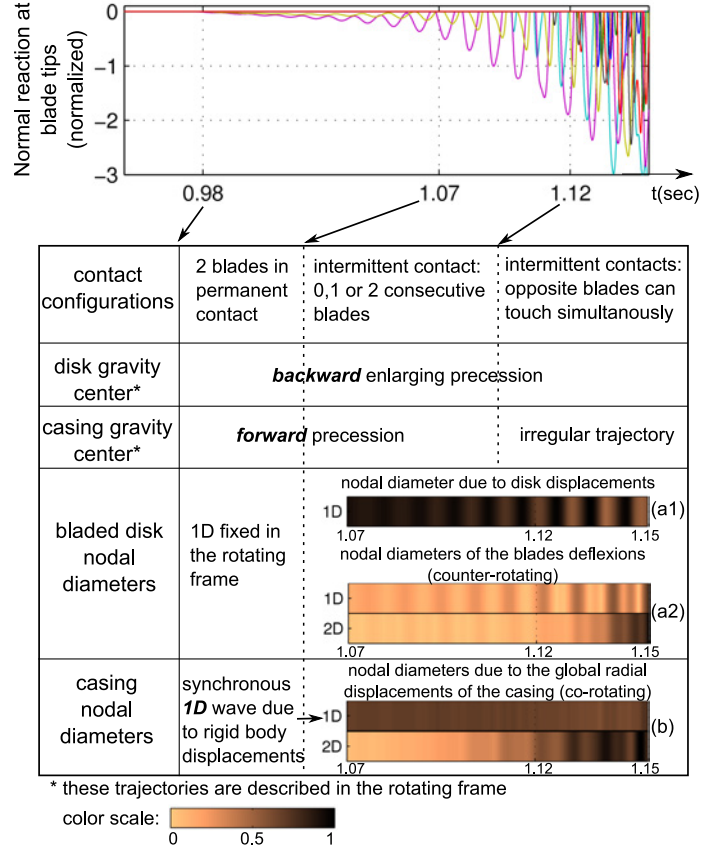 Normal reaction at
blade tips
(normalized)
0
−1
−2
−3
0.98
1.07
1.12
t(sec)
contact
configurations
2 blades in
permanent
contact
intermittent contact:
0,1 or 2 consecutive
blades
intermittent contacts:
opposite blades can
touch simultanously
disk gravity
center*
backward enlarging precession
casing gravity
center*
forward precession
irregular trajectory
bladed disk
nodal
diameters
1D fixed in
the rotating
frame
nodal diameter due to disk displacements
1D
(a1)
1.07
1.12
1.15
nodal diameters of the blades deflexions
(counter-rotating)
1D
2D
(a2)
1.07
1.12
1.15
casing
nodal
diameters
synchronous
1D wave due
to rigid body
displacements
nodal diameters due to the global radial
displacements of the casing (co-rotating)
1D
2D
(b)
1.07
1.12
1.15
* these trajectories are described in the rotating frame
color scale:
0
0.5
1